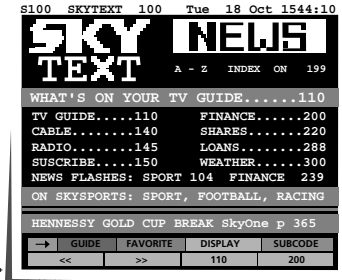 S100 SKYTEXT 100 Tue 18 Oct 1544:10
SKY NEWS
TEXT A - Z INDEX ON 199
WHAT'S ON YOUR TV GUIDE......110
TV GUIDE.....110 FINANCE.....200
CABLE........140 SHARES......220
RADIO........145 LOANS.......288
SUSCRIBE.....150 WEATHER.....300
NEWS FLASHES: SPORT 104 FINANCE 239
ON SKYSPORTS: SPORT, FOOTBALL, RACING
HENNESSY GOLD CUP BREAK SkyOne p 365
→ GUIDE FAVORITE DISPLAY SUBCODE
<< >> 110 200